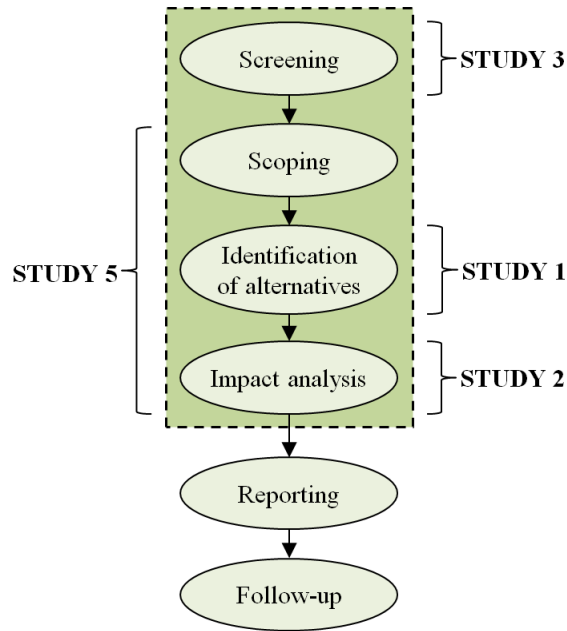 Screening
STUDY 3
Scoping
Identification
of alternatives
STUDY 1
STUDY 5
Impact analysis
STUDY 2
Reporting
Follow-up